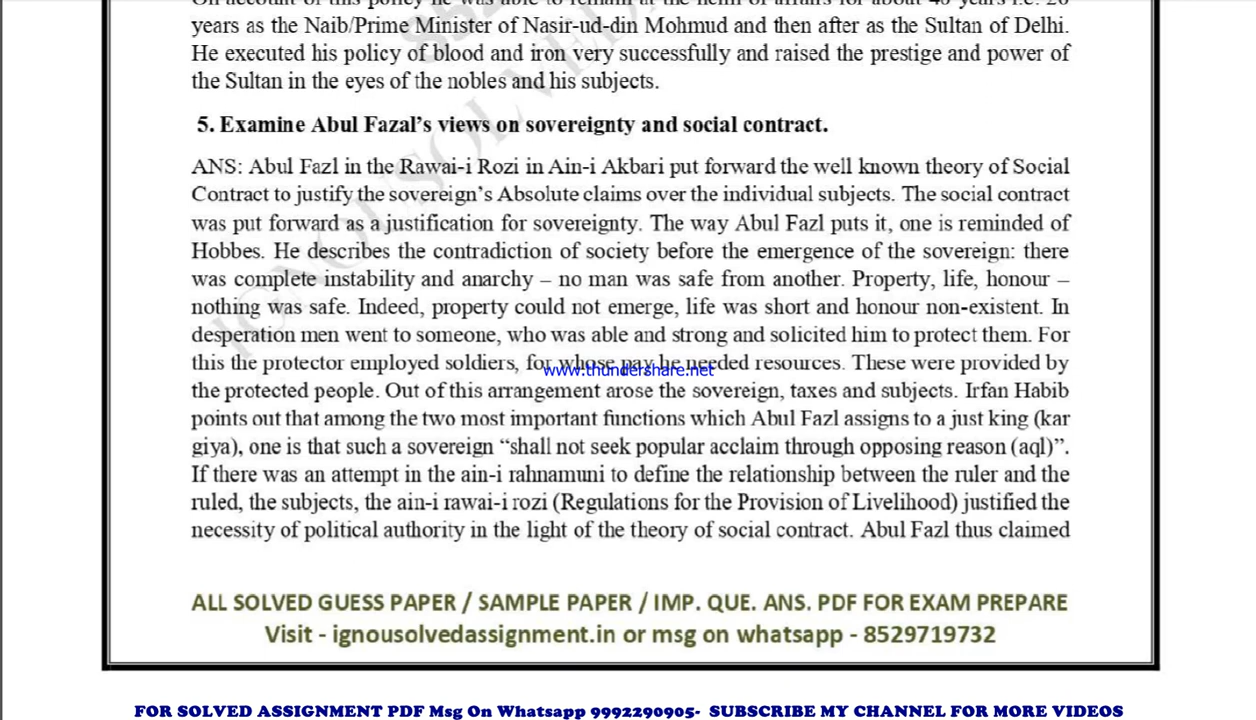 years as the Naib/Prime Minister of Nasir-ud-din Mohmud and then after as the Sultan of Delhi.
He executed his policy of blood and iron very successfully and raised the prestige and power of
the Sultan in the eyes of the nobles and his subjects.
5. Examine Abul Fazal's views on sovereignty and social contract.
ANS: Abul Fazl in the Rawai-i Rozi in Ain-i Akbari put forward the well known theory of Social
Contract to justify the sovereign's Absolute claims over the individual subjects. The social contract
was put forward as a justification for sovereignty. The way Abul Fazl puts it, one is reminded of
Hobbes. He describes the contradiction of society before the emergence of the sovereign: there
was complete instability and anarchy – no man was safe from another. Property, life, honour –
nothing was safe. Indeed, property could not emerge, life was short and honour non-existent. In
desperation men went to someone, who was able and strong and solicited him to protect them. For
this the protector employed soldiers, for whose pay he needed resources. These were provided by
www.thundershare.net
the protected people. Out of this arrangement arose the sovereign, taxes and subjects. Irfan Habib
points out that among the two most important functions which Abul Fazl assigns to a just king (kar
giya), one is that such a sovereign “shall not seek popular acclaim through opposing reason (aql)”.
If there was an attempt in the ain-i rahnamuni to define the relationship between the ruler and the
ruled, the subjects, the ain-i rawai-i rozi (Regulations for the Provision of Livelihood) justified the
necessity of political authority in the light of the theory of social contract. Abul Fazl thus claimed
ALL SOLVED GUESS PAPER / SAMPLE PAPER / IMP. QUE. ANS. PDF FOR EXAM PREPARE
Visit - ignousolvedassignment.in or msg on whatsapp - 8529719732
FOR SOLVED ASSIGNMENT PDF Msg On Whatsapp 9992290905- SUBSCRIBE MY CHANNEL FOR MORE VIDEOS